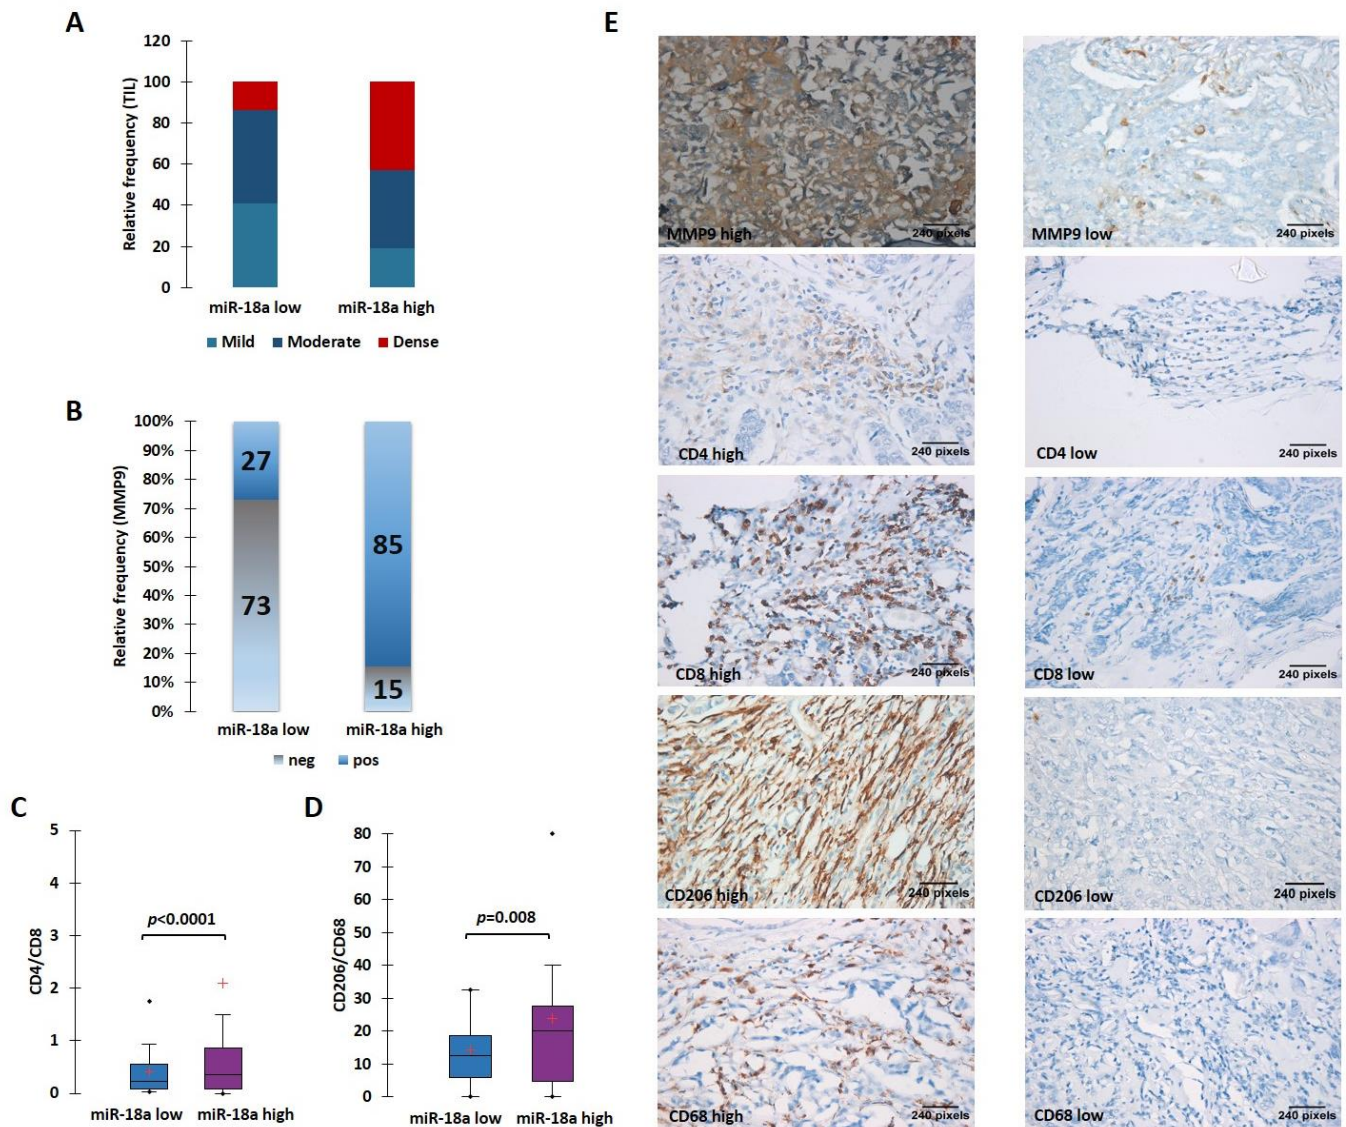 A
Relative frequency (TIL)
120
100
80
60
40
20
0
miR-18a low
miR-18a high
Mild
Moderate
Dense
B
Relative frequency (MMP9)
100%
90%
80%
70%
60%
50%
40%
30%
20%
10%
0%
27
73
85
15
miR-18a low
miR-18a high
neg
pos
C
CD4/CD8
5
4
3
2
1
0
p<0.0001
miR-18a low
miR-18a high
D
CD206/CD68
80
70
60
50
40
30
20
10
0
p=0.008
miR-18a low
miR-18a high
E
MMP9 high
240 pixels
MMP9 low
240 pixels
CD4 high
240 pixels
CD4 low
240 pixels
CD8 high
240 pixels
CD8 low
240 pixels
CD206 high
240 pixels
CD206 low
240 pixels
CD68 high
240 pixels
CD68 low
240 pixels